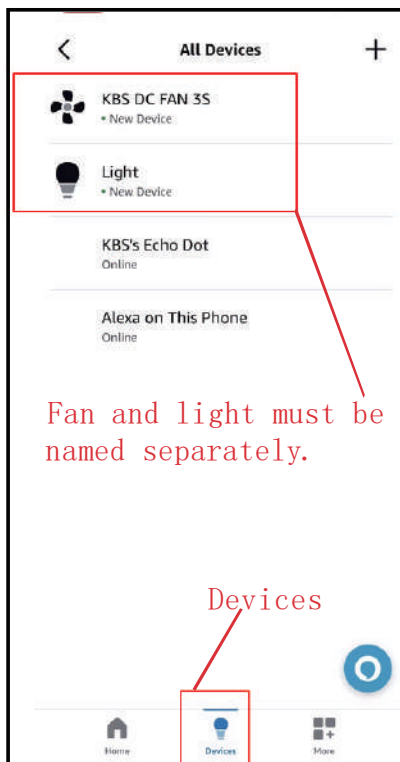 All Devices
KBS DC FAN 3S
• New Device
Light
• New Device
KBS's Echo Dot
Online
Alexa on This Phone
Online
Fan and light must be
named separately.
Devices
Home
Devices
More